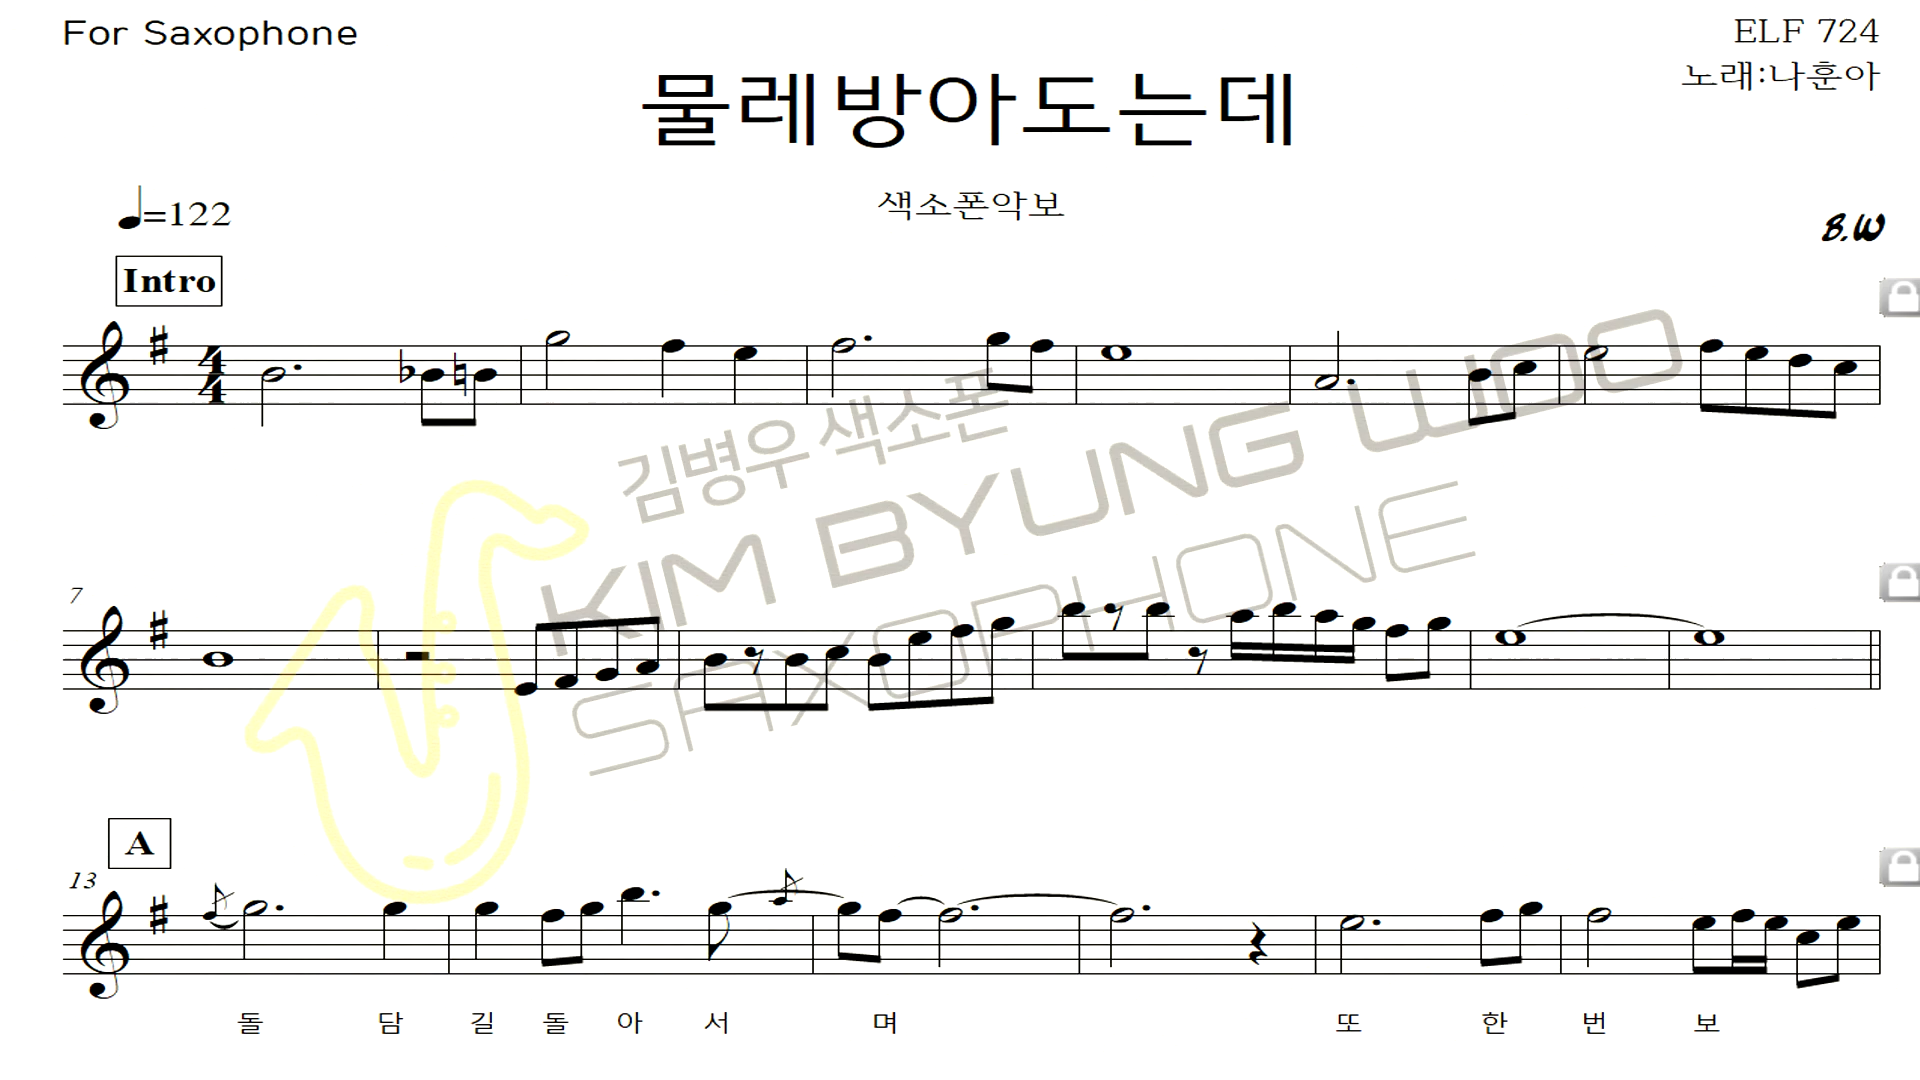 For Saxophone
ELF 724
노래:나훈아
물레방아도는데
색소폰악보
♩=122
B.W
Intro
김병우 색소폰
KIM BYUNG WOO
SAXOPHONE
7
A
13
돌 담 길 돌 아 서 며 또 한 번 보